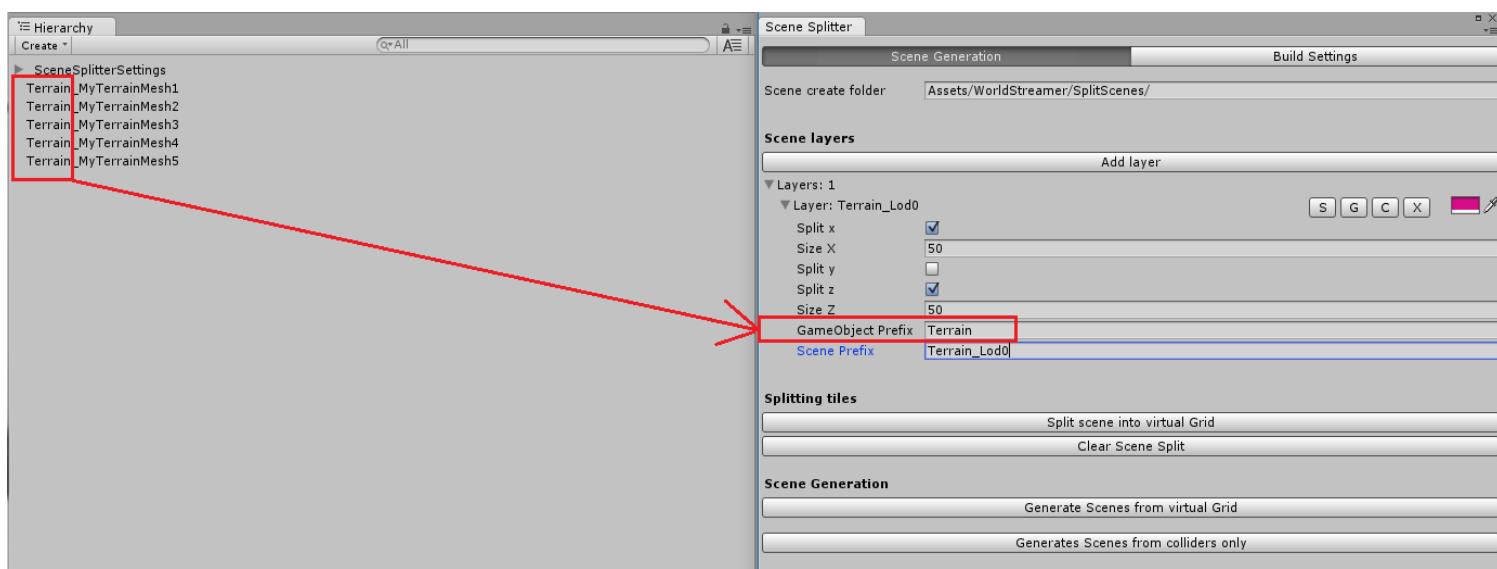 Hierarchy
Create
All
SceneSplitterSettings
Terrain_MyTerrainMesh1
Terrain_MyTerrainMesh2
Terrain_MyTerrainMesh3
Terrain_MyTerrainMesh4
Terrain_MyTerrainMesh5
Scene Splitter
Scene Generation Build Settings
Scene create folder Assets/WorldStreamer/SplitScenes/
Scene layers
Add layer
Layers: 1
Layer: Terrain_Lod0 S G C X
Split x
Size X 50
Split y
Split z
Size Z 50
GameObject Prefix Terrain
Scene Prefix Terrain_Lod0
Splitting tiles
Split scene into virtual Grid
Clear Scene Split
Scene Generation
Generate Scenes from virtual Grid
Generates Scenes from colliders only